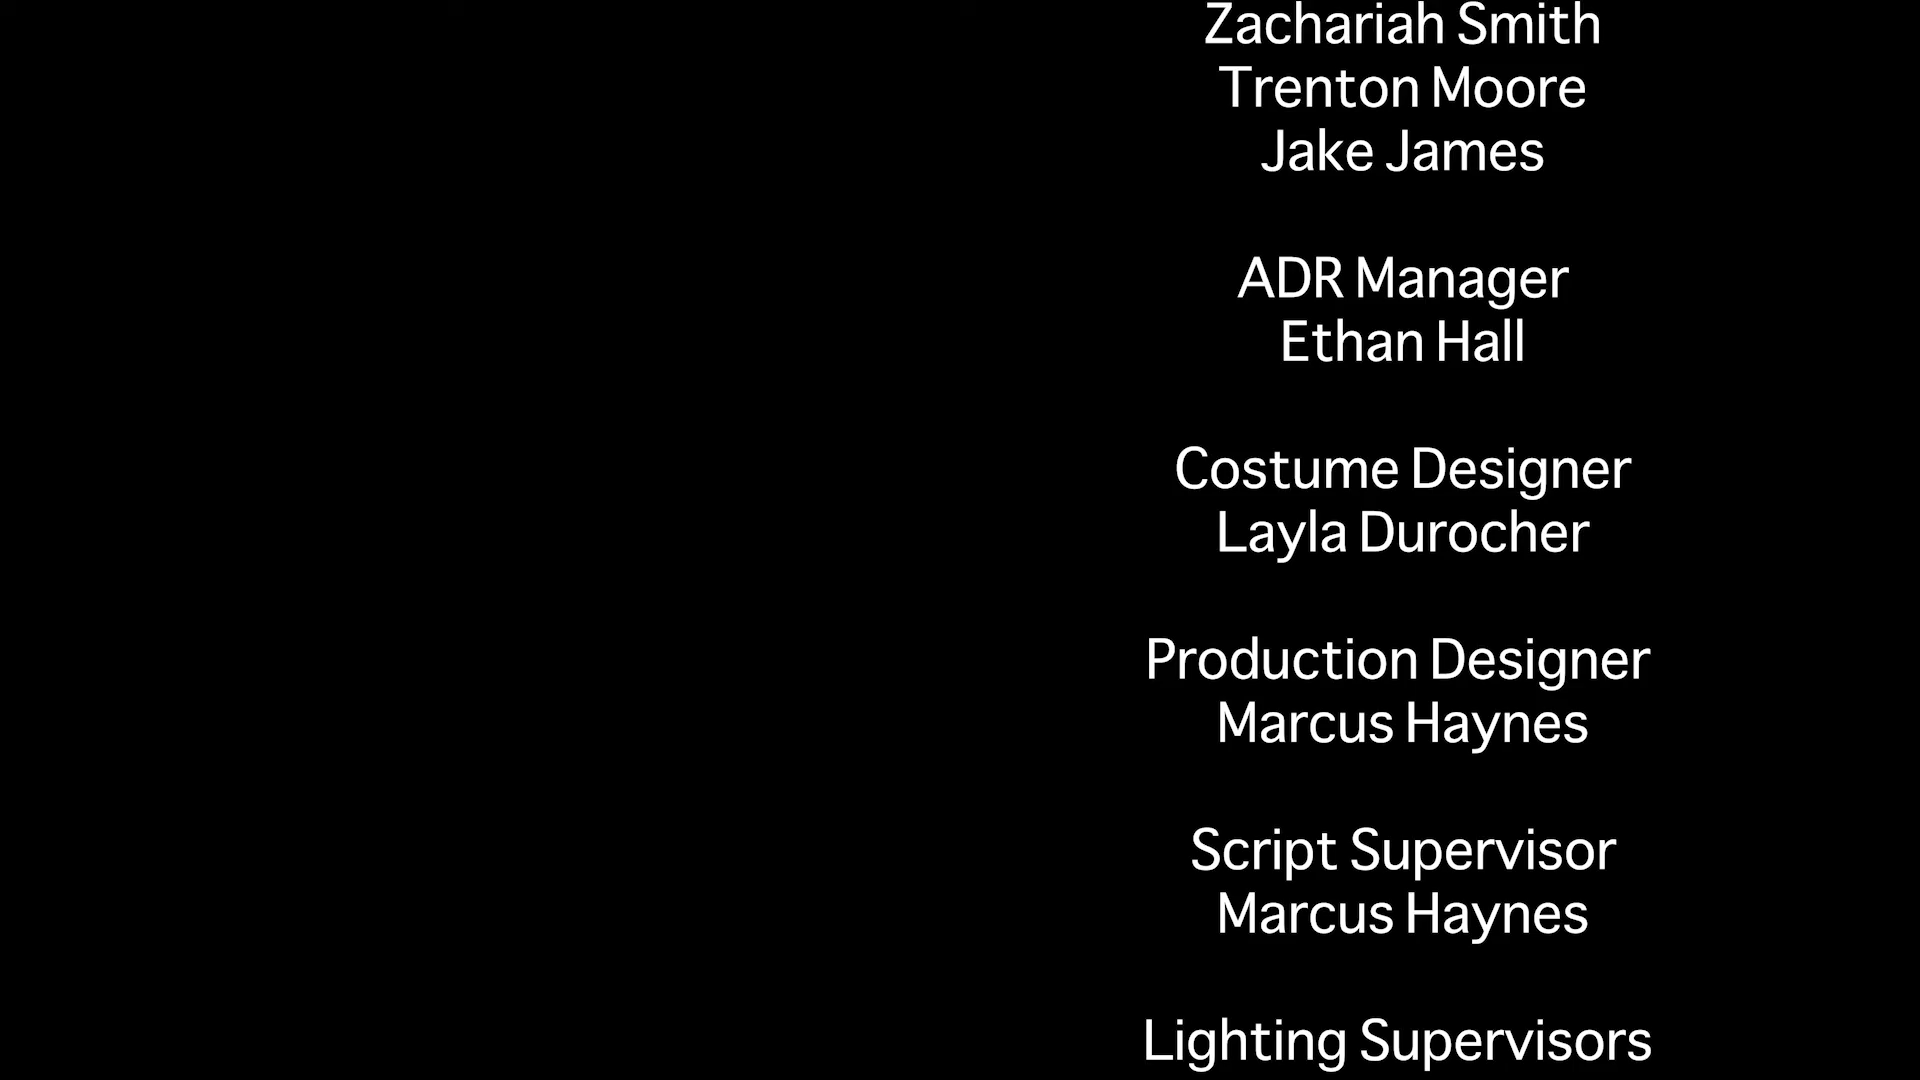 Zachariah Smith
Trenton Moore
Jake James
ADR Manager
Ethan Hall
Costume Designer
Layla Durocher
Production Designer
Marcus Haynes
Script Supervisor
Marcus Haynes
Lighting Supervisors